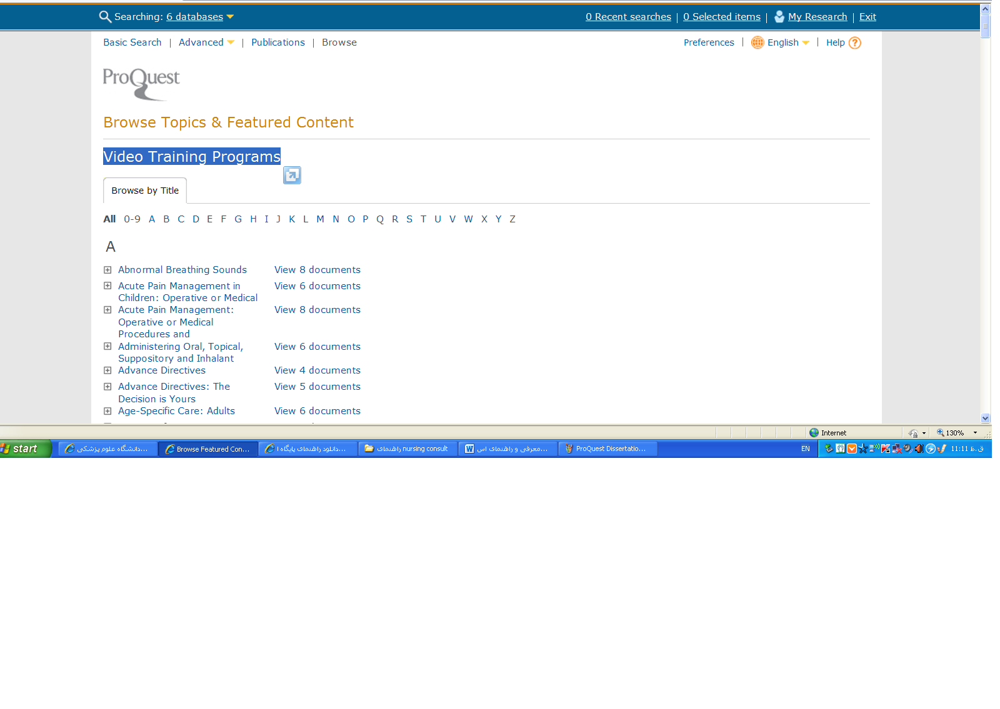 Searching: 6 databases
0 Recent searches | 0 Selected items | My Research | Exit
Basic Search | Advanced | Publications | Browse
Preferences | English | Help ?
ProQuest
Browse Topics & Featured Content
Video Training Programs
Browse by Title
All 0-9 A B C D E F G H I J K L M N O P Q R S T U V W X Y Z
A
Abnormal Breathing Sounds View 8 documents
Acute Pain Management in View 6 documents
Children: Operative or Medical
Acute Pain Management: View 8 documents
Operative or Medical
Procedures and
Administering Oral, Topical, View 6 documents
Suppository and Inhalant
Advance Directives View 4 documents
Advance Directives: The View 5 documents
Decision is Yours
Age-Specific Care: Adults View 6 documents
Internet 130%
start
دانشگاه علوم پزشکی...
Browse Featured Con...
دانلود راهنمای پایگاه ا...
راهنمای nursing consult
معرفی و راهنمای اس...
ProQuest Dissertatio...
EN
11:11 ق.ظ